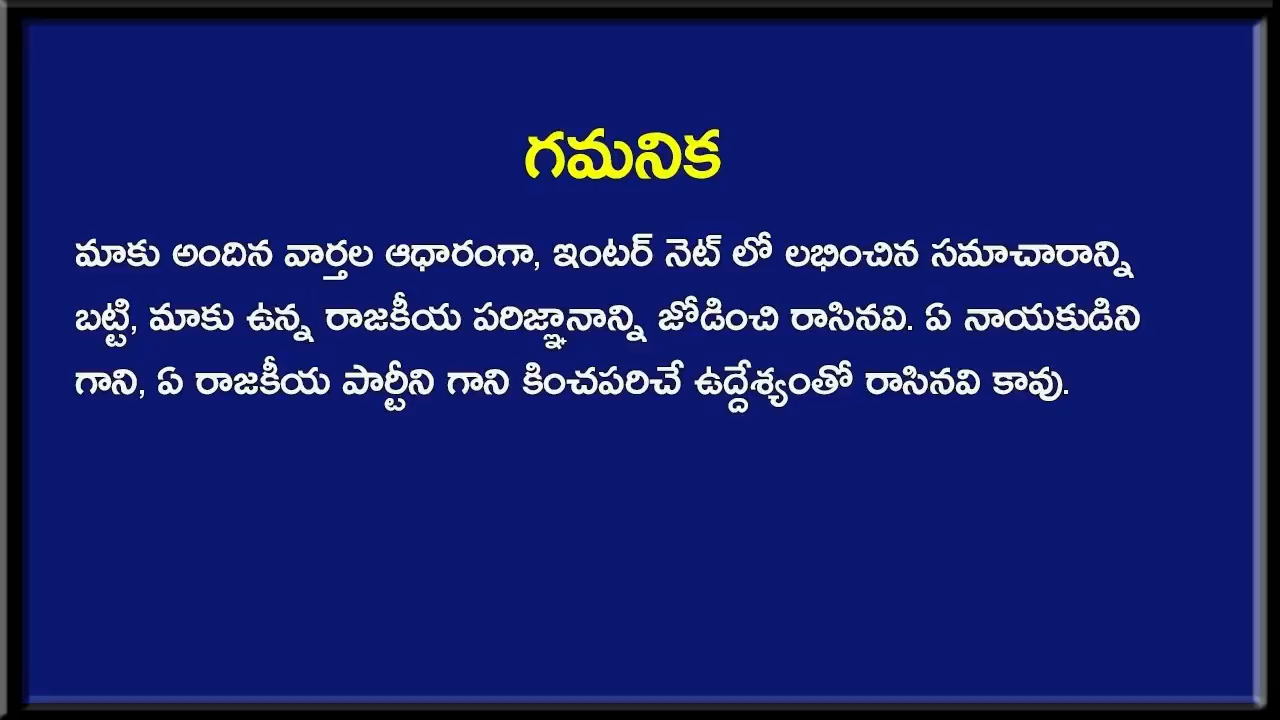 గమనిక
మాకు అందిన వార్తల ఆధారంగా, ఇంటర్ నెట్ లో లభించిన సమాచారాన్ని
బట్టి, మాకు ఉన్న రాజకీయ పరిజ్ఞానాన్ని జోడించి రాసినవి. ఏ నాయకుడిని
గాని, ఏ రాజకీయ పార్టీని గాని కించపరిచే ఉద్దేశ్యంతో రాసినవి కావు.